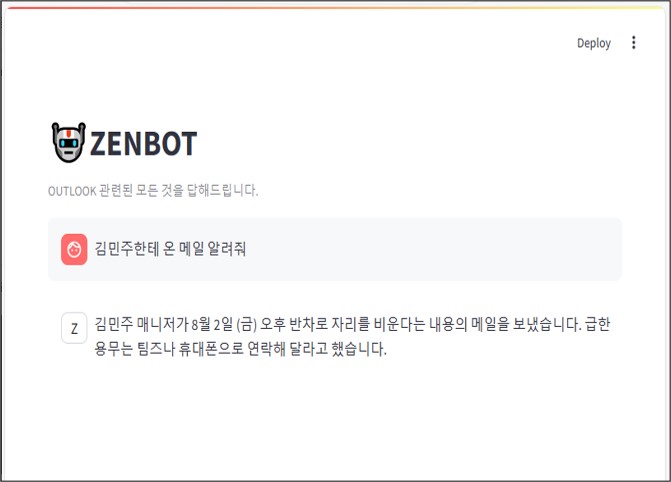 Deploy
ZENBOT
OUTLOOK 관련된 모든 것을 답해드립니다.
김민주한테 온 메일 알려줘
Z
김민주 매니저가 8월 2일 (금) 오후 반차로 자리를 비운다는 내용의 메일을 보냈습니다. 급한
용무는 팀즈나 휴대폰으로 연락해 달라고 했습니다.